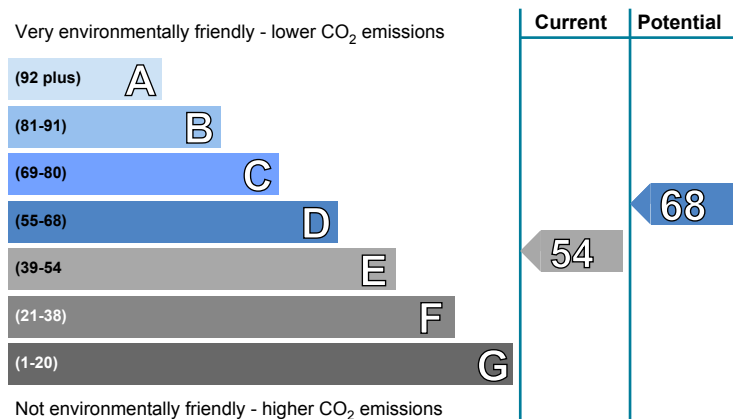 Current Potential
Very environmentally friendly - lower CO₂ emissions
(92 plus) A
(81-91) B
(69-80) C
(55-68) D
(39-54 E
(21-38) F
(1-20) G
68
54
Not environmentally friendly - higher CO₂ emissions